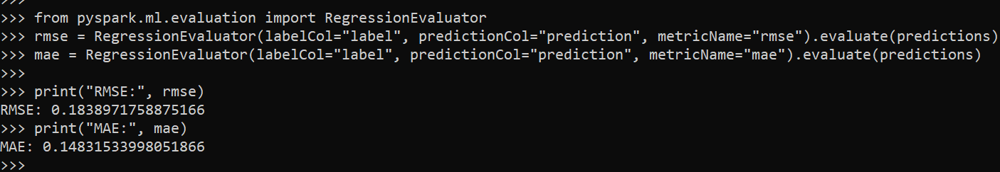 >>>
>>> from pyspark.ml.evaluation import RegressionEvaluator
>>> rmse = RegressionEvaluator(labelCol="label", predictionCol="prediction", metricName="rmse").evaluate(predictions)
>>> mae = RegressionEvaluator(labelCol="label", predictionCol="prediction", metricName="mae").evaluate(predictions)
>>>
>>> print("RMSE:", rmse)
RMSE: 0.1838971758875166
>>> print("MAE:", mae)
MAE: 0.14831533998051866
>>>